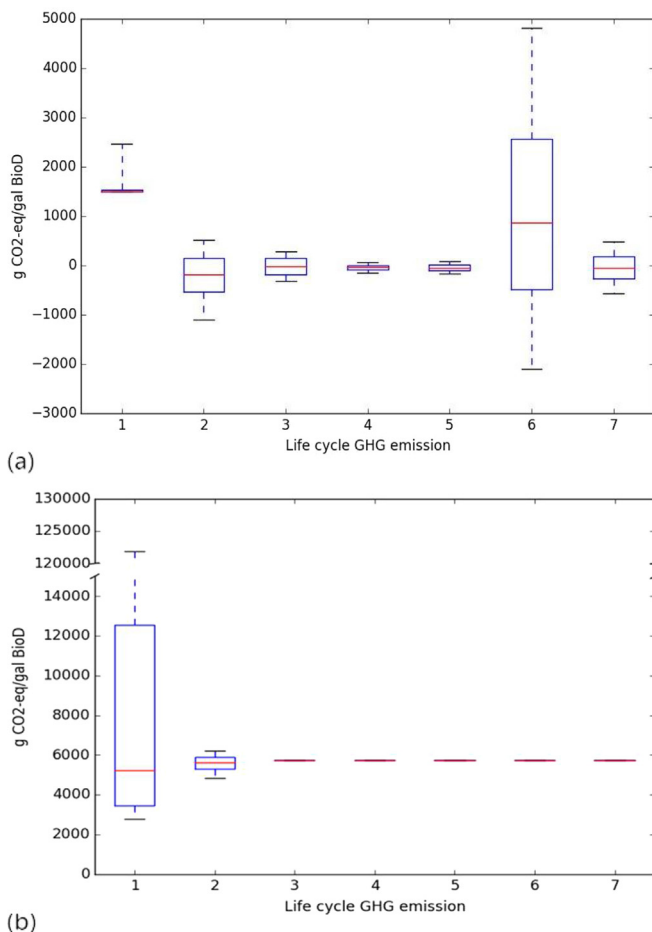 5000
4000
3000
2000
1000
0
−1000
−2000
−3000
g CO2-eq/gal BioD
1 2 3 4 5 6 7
Life cycle GHG emission
(a)
130000
125000
120000
14000
12000
10000
8000
6000
4000
2000
0
g CO2-eq/gal BioD
1 2 3 4 5 6 7
Life cycle GHG emission
(b)